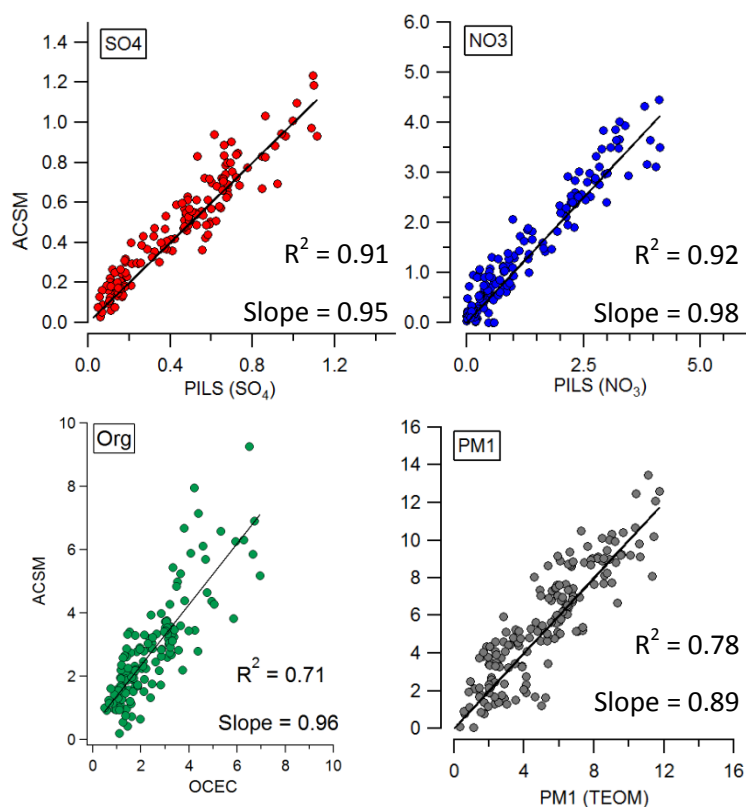 SO4
1.4
1.2
1.0
0.8
0.6
0.4
0.2
0.0
ACSM
R² = 0.91
Slope = 0.95
0.0 0.4 0.8 1.2
PILS (SO₄)
NO3
6.0
5.0
4.0
3.0
2.0
1.0
0.0
R² = 0.92
Slope = 0.98
0.0 2.5 5.0
PILS (NO₃)
Org
10
8
6
4
2
0
ACSM
R² = 0.71
Slope = 0.96
0 2 4 6 8 10
OCEC
PM1
16
14
12
10
8
6
4
2
0
R² = 0.78
Slope = 0.89
0 4 8 12 16
PM1 (TEOM)